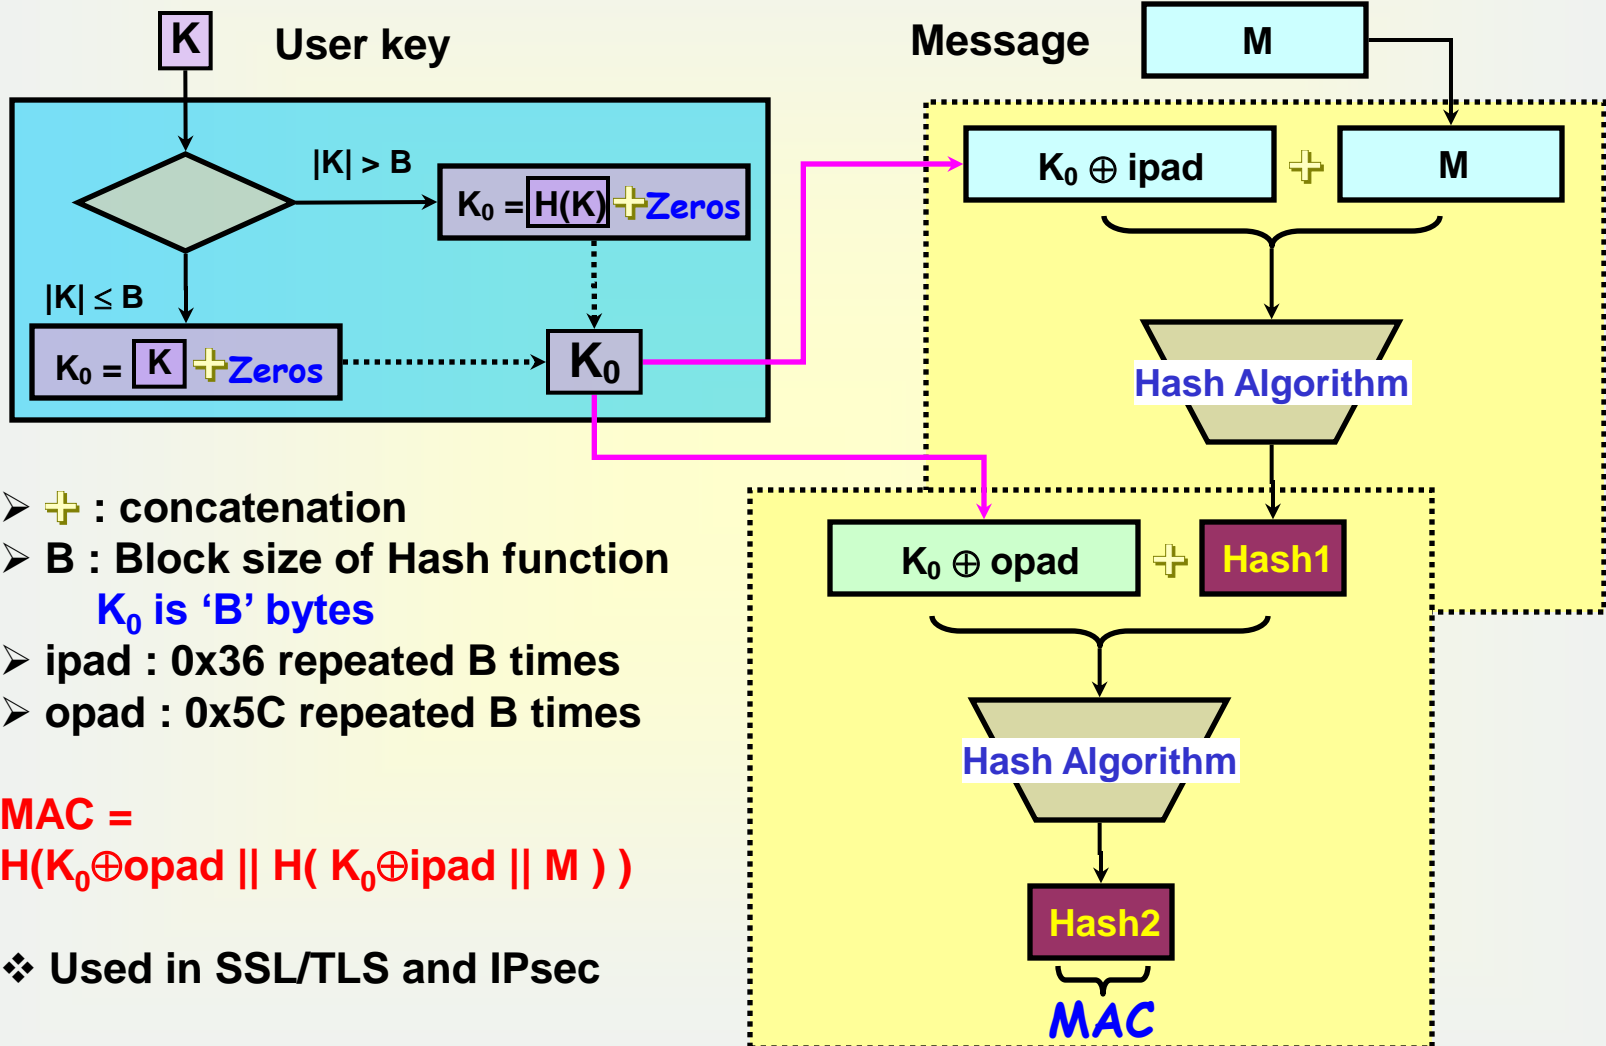 K
User key
Message
M
|K| > B
K₀ = H(K) + Zeros
|K| ≤ B
K₀ = K + Zeros
K₀
K₀ ⊕ ipad + M
Hash Algorithm
K₀ ⊕ opad + Hash1
Hash Algorithm
Hash2
MAC
➢ + : concatenation
➢ B : Block size of Hash function
K₀ is ‘B’ bytes
➢ ipad : 0x36 repeated B times
➢ opad : 0x5C repeated B times
MAC =
H(K₀⊕opad || H( K₀⊕ipad || M ) )
❖ Used in SSL/TLS and IPsec